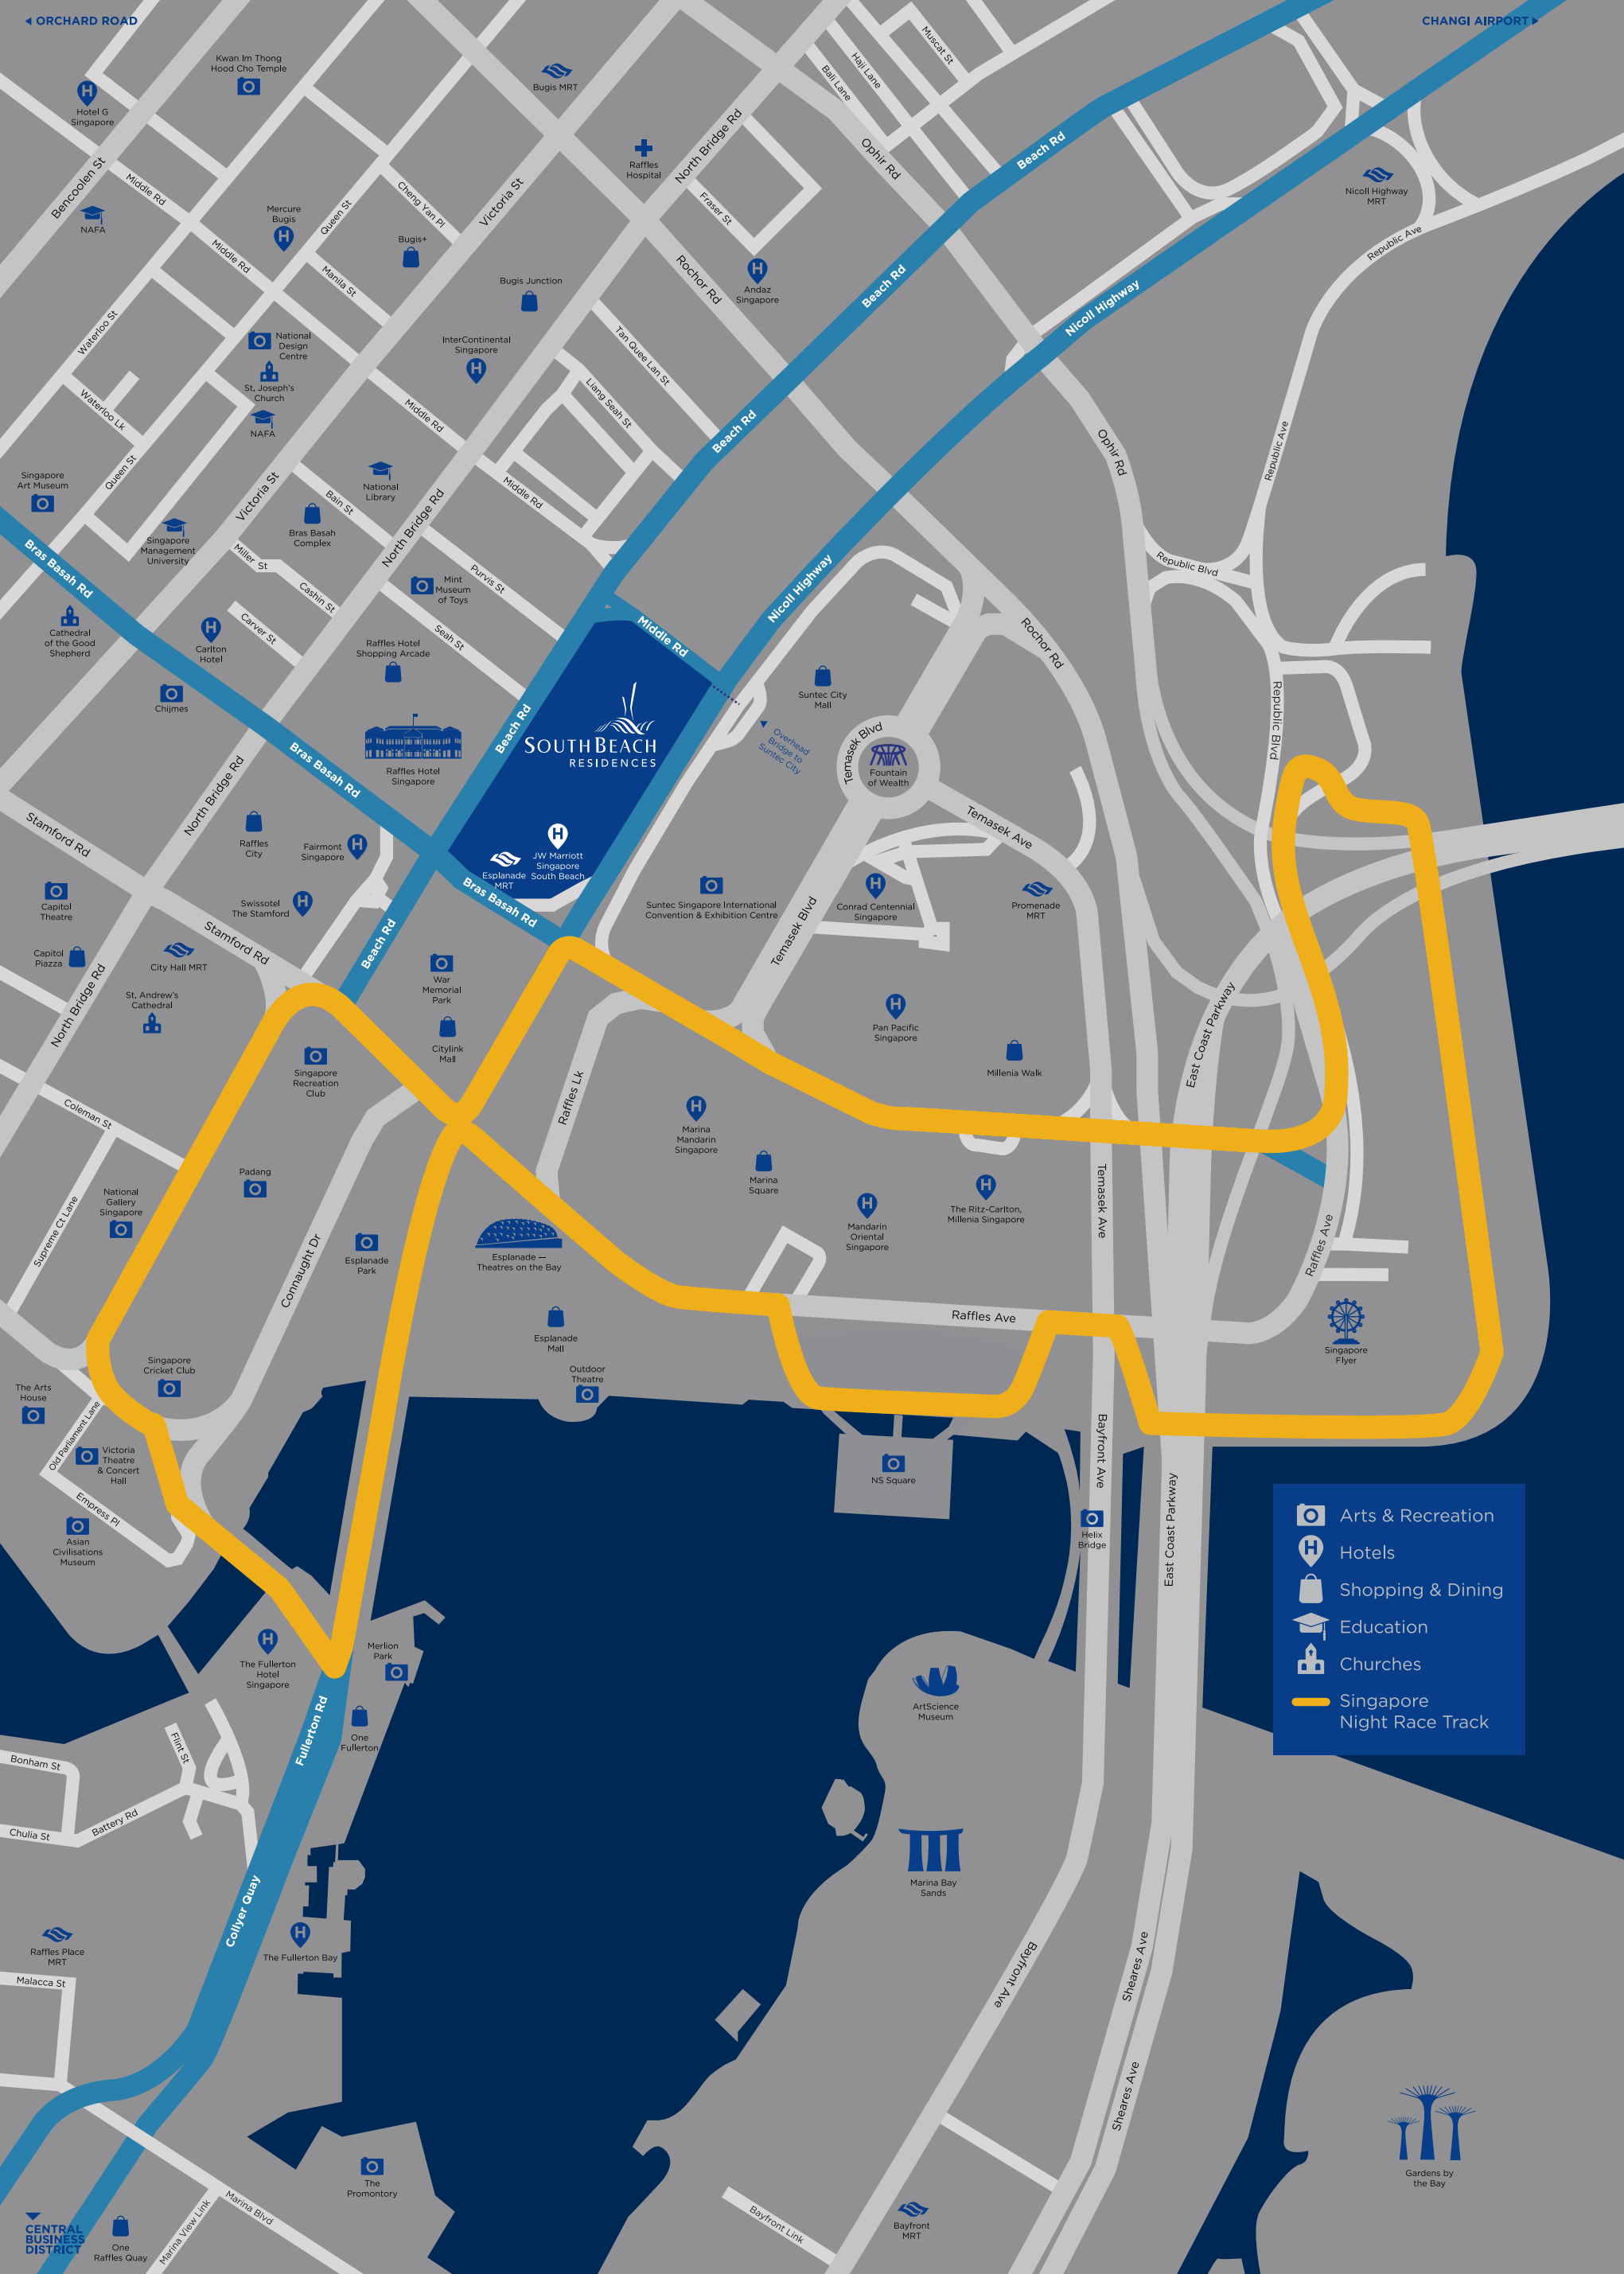 ORCHARD ROAD
CHANGI AIRPORT
Kwan Im Thong
Hood Cho Temple
Bugis MRT
Muscat St
Haji Lane
Bali Lane
Hotel G
Singapore
North Bridge Rd
Ophir Rd
Beach Rd
Raffles
Hospital
Nicoll Highway
MRT
Bencoolen St
Middle Rd
Cheng Yan Pl
Victoria St
Fraser St
NAFA
Mercure
Bugis
Queen St
Bugis+
Republic Ave
Middle Rd
Manila St
Bugis Junction
Rochor Rd
Andaz
Singapore
Beach Rd
Nicoll Highway
Waterloo St
National
Design
Centre
InterContinental
Singapore
Tan Quee Lan St
St. Joseph's
Church
Liang Seah St
Waterloo Lk
NAFA
Middle Rd
Beach Rd
Ophir Rd
Republic Ave
Singapore
Art Museum
Queen St
Victoria St
National
Library
Bain St
Middle Rd
Bras Basah
Complex
North Bridge Rd
Singapore
Management
University
Bras Basah Rd
Miller St
Cashin St
Mint
Museum
of Toys
Purvis St
Nicoll Highway
Republic Blvd
Cathedral
of the Good
Shepherd
Carlton
Hotel
Carver St
Seah St
Raffles Hotel
Shopping Arcade
Middle Rd
Rochor Rd
Chijmes
Suntec City
Mall
Republic Blvd
Beach Rd
SOUTHBEACH
RESIDENCES
Overhead
Bridge to
Suntec City
Temasek Blvd
Fountain
of Wealth
Bras Basah Rd
Raffles Hotel
Singapore
North Bridge Rd
Stamford Rd
Raffles
City
Fairmont
Singapore
Esplanade
MRT
JW Marriott
Singapore
South Beach
Temasek Ave
Bras Basah Rd
Capitol
Theatre
Swissotel
The Stamford
Suntec Singapore International
Convention & Exhibition Centre
Conrad Centennial
Singapore
Promenade
MRT
Temasek Blvd
Beach Rd
Stamford Rd
Capitol
Piazza
City Hall MRT
War
Memorial
Park
North Bridge Rd
St. Andrew's
Cathedral
Pan Pacific
Singapore
East Coast Parkway
Citylink
Mall
Millenia Walk
Singapore
Recreation
Club
Raffles Lk
Coleman St
Marina
Mandarin
Singapore
Padang
Marina
Square
Temasek Ave
National
Gallery
Singapore
The Ritz-Carlton,
Millenia Singapore
Supreme Ct Lane
Mandarin
Oriental
Singapore
Raffles Ave
Connaught Dr
Esplanade
Park
Esplanade —
Theatres on the Bay
Raffles Ave
Esplanade
Mall
Singapore
Flyer
Singapore
Cricket Club
Outdoor
Theatre
The Arts
House
Old Parliament Lane
Victoria
Theatre
& Concert
Hall
Bayfront Ave
NS Square
East Coast Parkway
Empress Pl
Helix
Bridge
Asian
Civilisations
Museum
Arts & Recreation
Hotels
Shopping & Dining
Education
Churches
Singapore
Night Race Track
The Fullerton
Hotel
Singapore
Merlion
Park
ArtScience
Museum
Fullerton Rd
One
Fullerton
Flint St
Bonham St
Battery Rd
Chulia St
Marina Bay
Sands
Collyer Quay
Raffles Place
MRT
The Fullerton Bay
Malacca St
Bayfront Ave
Sheares Ave
Sheares Ave
The
Promontory
Gardens by
the Bay
Marina Blvd
Marina View Link
Bayfront Link
Bayfront
MRT
CENTRAL
BUSINESS
DISTRICT
One
Raffles Quay